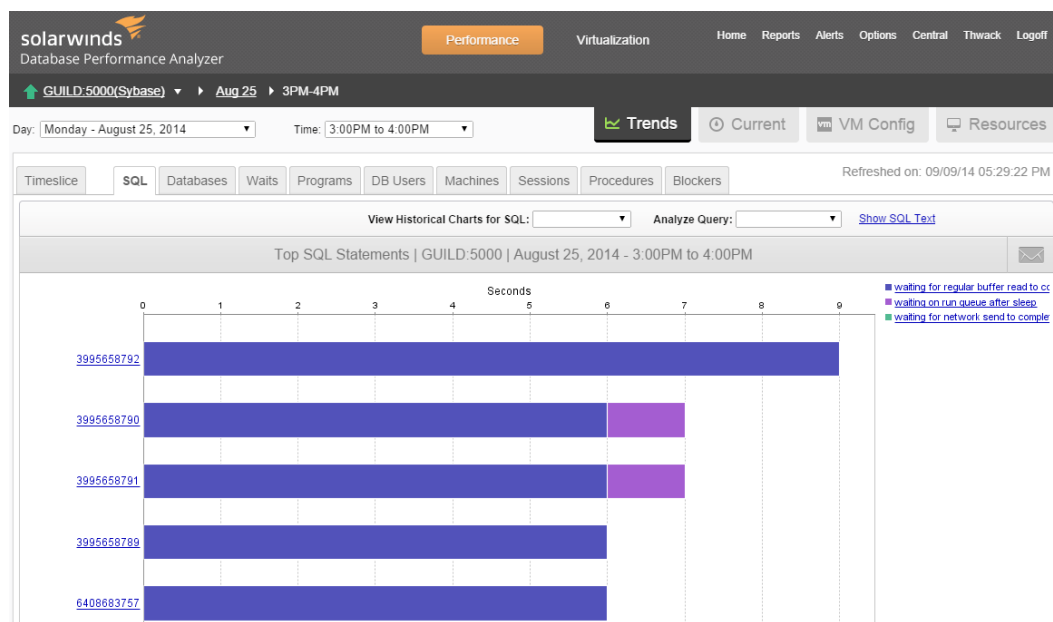 solarwinds
Database Performance Analyzer
Performance Virtualization Home Reports Alerts Options Central Thwack Logoff
GUILD:5000(Sybase) Aug 25 3PM-4PM
Day: Monday - August 25, 2014 Time: 3:00PM to 4:00PM Trends Current vm VM Config Resources
Timeslice SQL Databases Waits Programs DB Users Machines Sessions Procedures Blockers Refreshed on: 09/09/14 05:29:22 PM
View Historical Charts for SQL: Analyze Query: Show SQL Text
Top SQL Statements | GUILD:5000 | August 25, 2014 - 3:00PM to 4:00PM
Seconds
0 1 2 3 4 5 6 7 8 9
waiting for regular buffer read to cc
waiting on run queue after sleep
waiting for network send to complet
3995658792
3995658790
3995658791
3995658789
6408683757